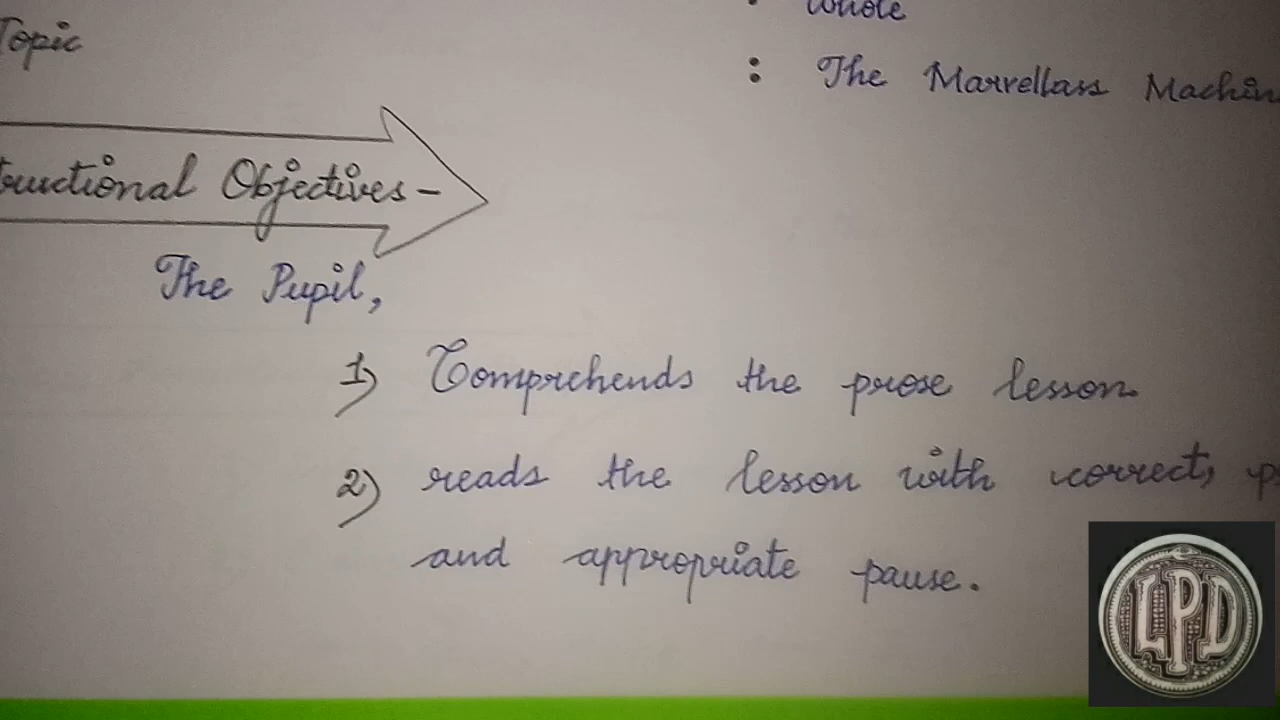 Whole
Topic : The Marvellass Machin
tructional Objectives-
The Pupil,
1) Comprehends the prose lesson.
2) reads the lesson with correct, p
and appropriate pause.
LPD